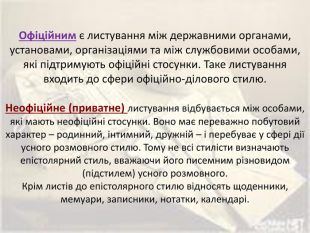 Офіційним є листування між державними органами,
установами, організаціями та між службовими особами,
які підтримують офіційні стосунки. Таке листування
входить до сфери офіційно-ділового стилю.
Неофіційне (приватне) листування відбувається між особами,
які мають неофіційні стосунки. Воно має переважно побутовий
характер – родинний, інтимний, дружній – і перебуває у сфері дії
усного розмовного стилю. Тому не всі стилісти визначають
епістолярний стиль, вважаючи його писемним різновидом
(підстилем) усного розмовного.
Крім листів до епістолярного стилю відносять щоденники,
мемуари, записники, нотатки, календарі.